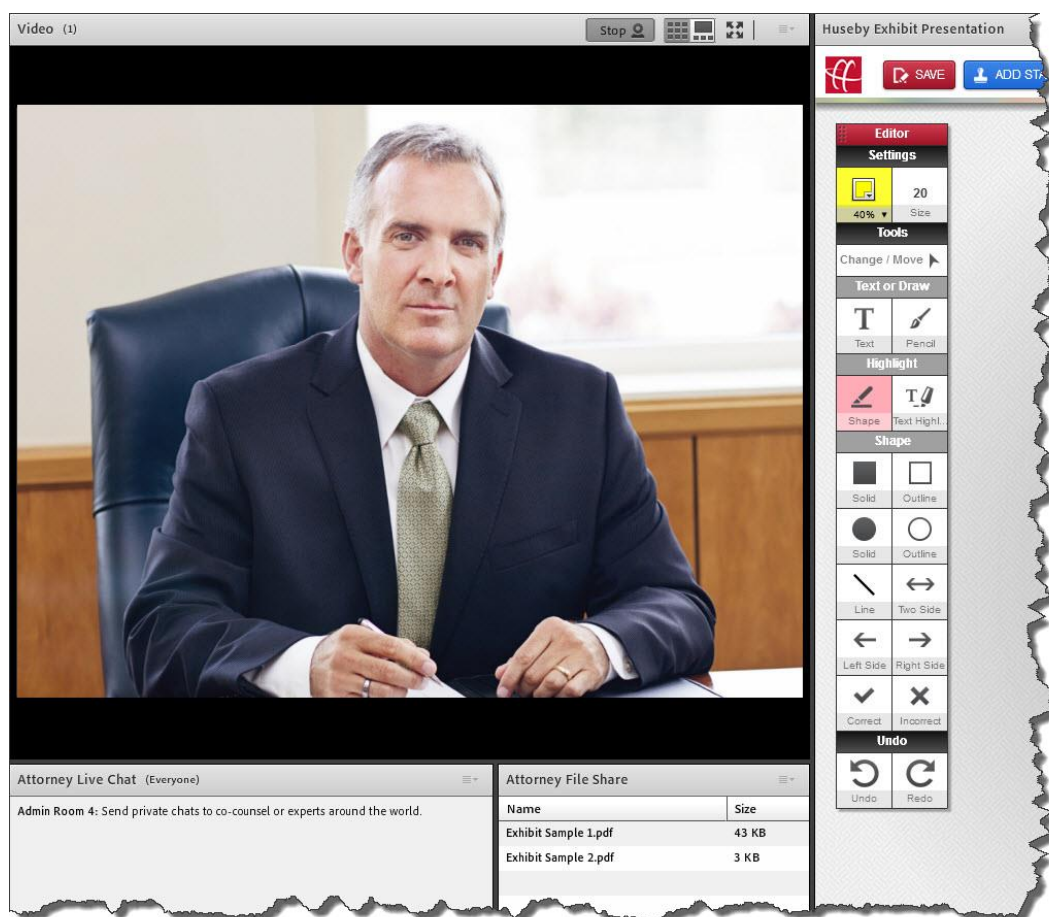 Video (1)
Stop
Huseby Exhibit Presentation
SAVE
ADD STA
Editor
Settings
40% ▾
20
Size
Tools
Change / Move
Text or Draw
T
Text
Pencil
Highlight
T
Shape
Text Highl...
Shape
Solid
Outline
Solid
Outline
Line
Two Side
Left Side
Right Side
Correct
Incorrect
Undo
Undo
Redo
Attorney Live Chat (Everyone)
Admin Room 4: Send private chats to co-counsel or experts around the world.
Attorney File Share
Name Size
Exhibit Sample 1.pdf 43 KB
Exhibit Sample 2.pdf 3 KB